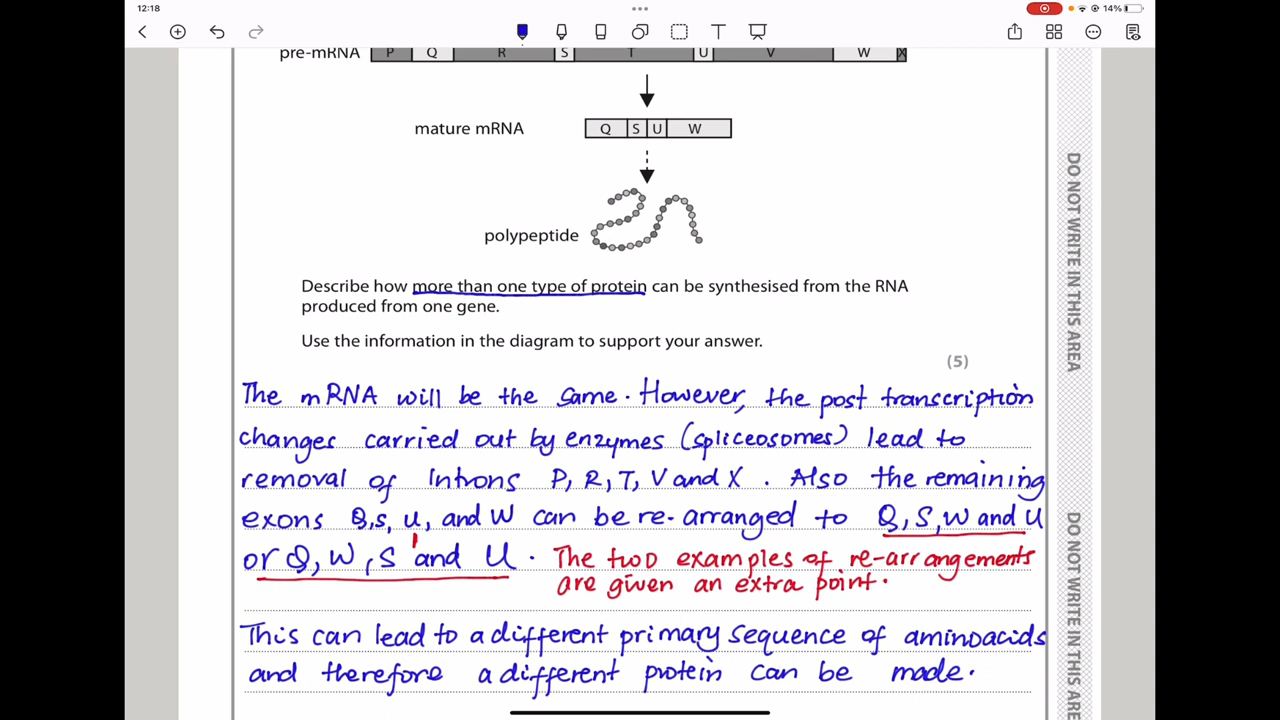 12:18
14%
pre-mRNA P Q R S T U V W X
mature mRNA Q S U W
polypeptide
Describe how more than one type of protein can be synthesised from the RNA
produced from one gene.
Use the information in the diagram to support your answer.
(5)
The mRNA will be the same. However, the post transcription
changes carried out by enzymes (spliceosomes) lead to
removal of Introns P, R, T, V and X. Also the remaining
exons Q, s, u, and W can be re-arranged to Q, S, W and U
or Q, W, S and U. The two examples of re-arrangements
are given an extra point.
This can lead to a different primary sequence of aminoacids
and therefore a different protein can be made.
DO NOT WRITE IN THIS AREA
DO NOT WRITE IN THIS ARE